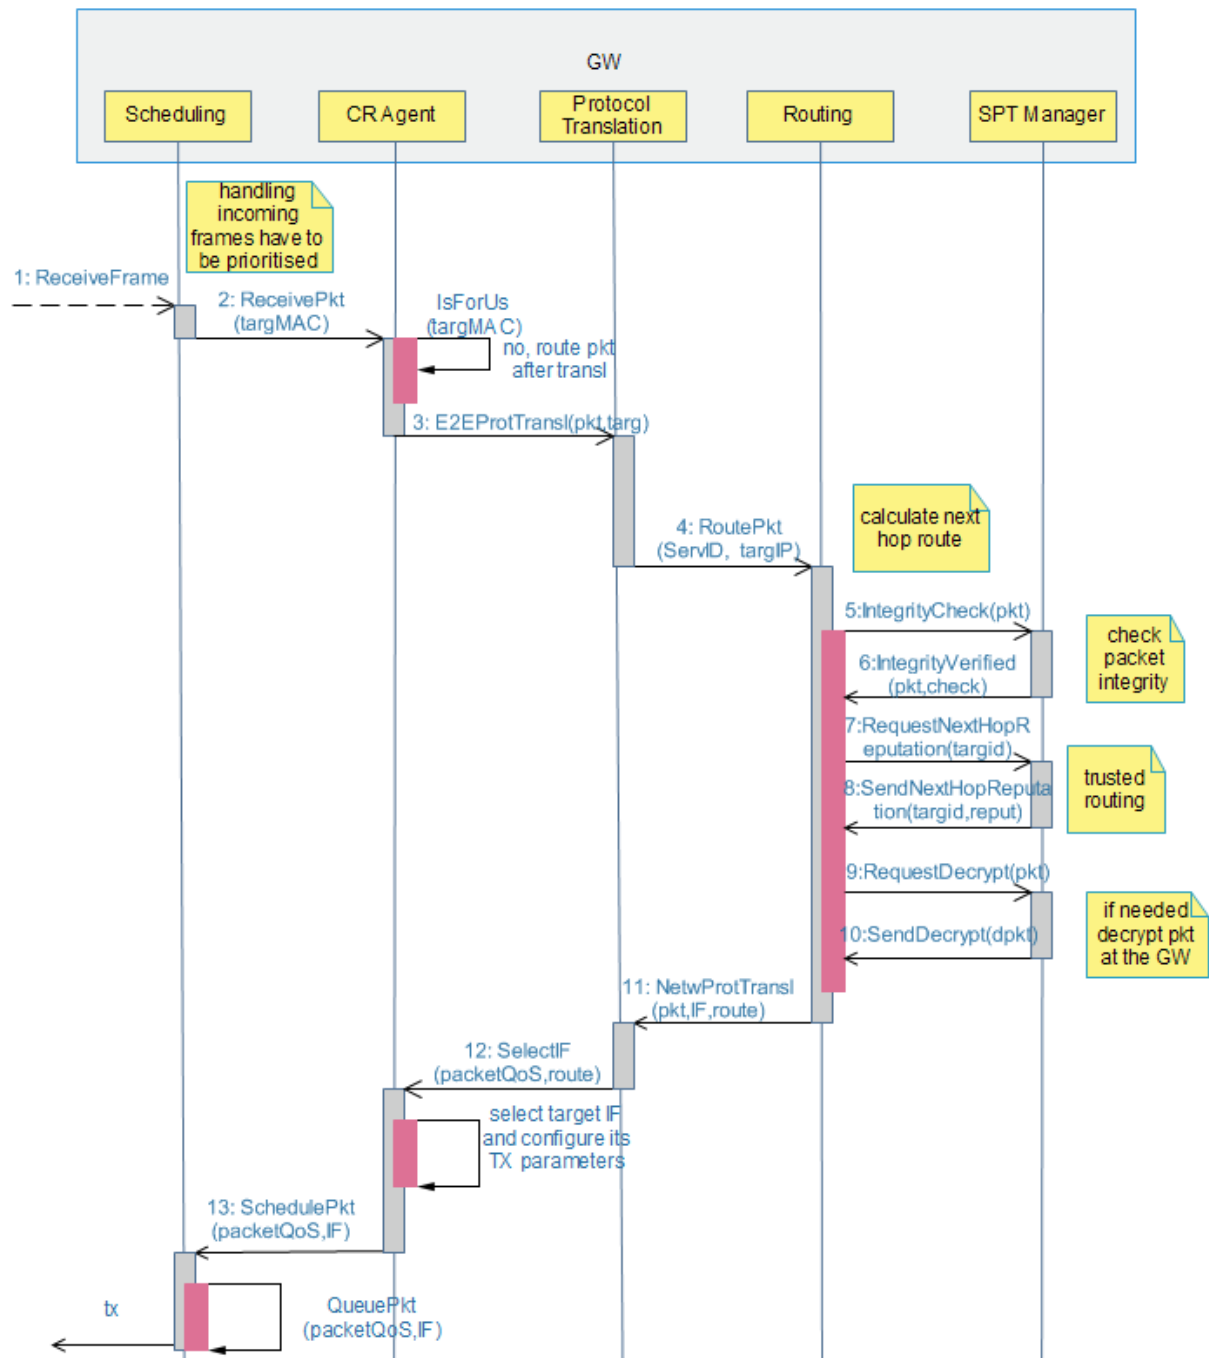 GW
Scheduling
CR Agent
Protocol
Translation
Routing
SPT Manager
handling
incoming
frames have to
be prioritised
1: ReceiveFrame
2: ReceivePkt
(targMAC)
IsForUs
(targMAC)
no, route pkt
after transl
3: E2EProtTransl(pkt,targ)
4: RoutePkt
(ServID, targIP)
calculate next
hop route
5:IntegrityCheck(pkt)
check
packet
integrity
6:IntegrityVerified
(pkt,check)
7:RequestNextHopR
eputation(targid)
trusted
routing
8:SendNextHopReputa
tion(targid,reput)
9:RequestDecrypt(pkt)
if needed
decrypt pkt
at the GW
10:SendDecrypt(dpkt)
11: NetwProtTransl
(pkt,IF,route)
12: SelectIF
(packetQoS,route)
select target IF
and configure its
TX parameters
13: SchedulePkt
(packetQoS,IF)
tx
QueuePkt
(packetQoS,IF)